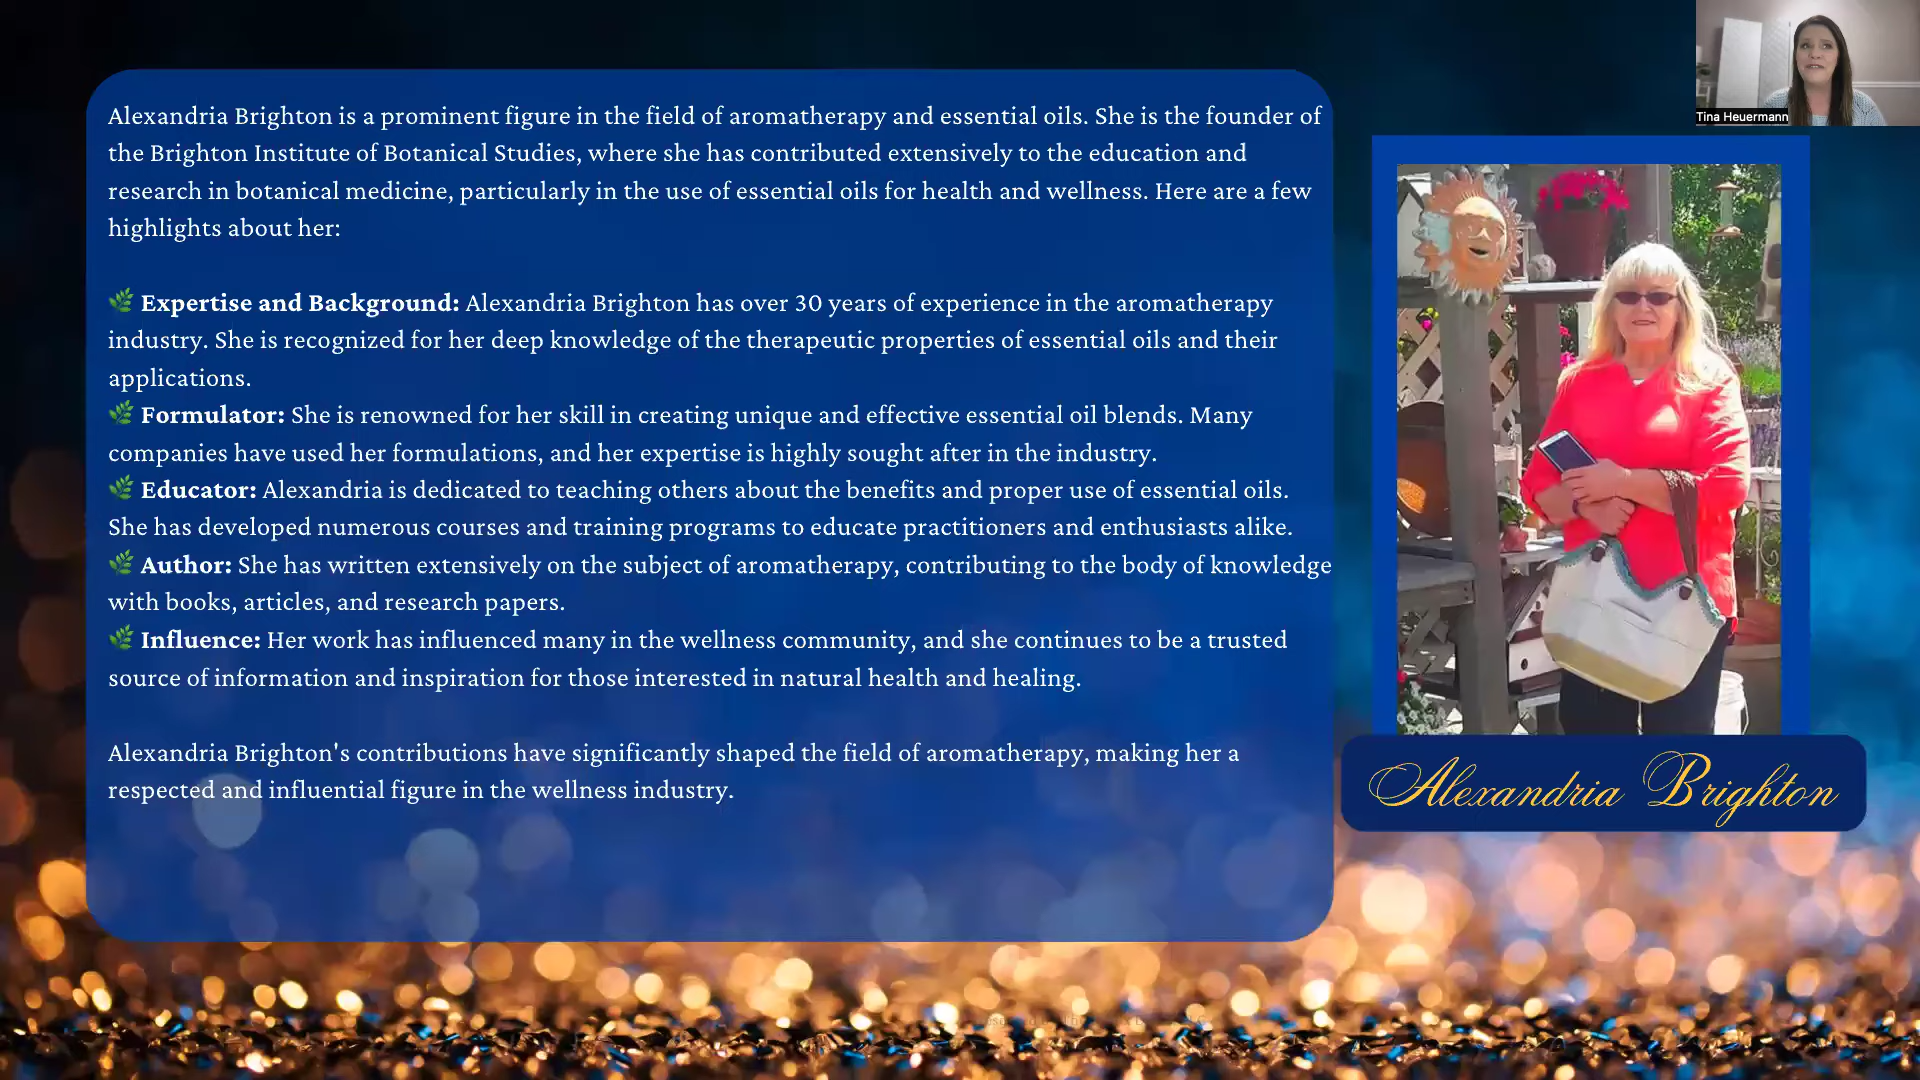 Tina Heuermann
Alexandria Brighton is a prominent figure in the field of aromatherapy and essential oils. She is the founder of
the Brighton Institute of Botanical Studies, where she has contributed extensively to the education and
research in botanical medicine, particularly in the use of essential oils for health and wellness. Here are a few
highlights about her:
🌿 Expertise and Background: Alexandria Brighton has over 30 years of experience in the aromatherapy
industry. She is recognized for her deep knowledge of the therapeutic properties of essential oils and their
applications.
🌿 Formulator: She is renowned for her skill in creating unique and effective essential oil blends. Many
companies have used her formulations, and her expertise is highly sought after in the industry.
🌿 Educator: Alexandria is dedicated to teaching others about the benefits and proper use of essential oils.
She has developed numerous courses and training programs to educate practitioners and enthusiasts alike.
🌿 Author: She has written extensively on the subject of aromatherapy, contributing to the body of knowledge
with books, articles, and research papers.
🌿 Influence: Her work has influenced many in the wellness community, and she continues to be a trusted
source of information and inspiration for those interested in natural health and healing.
Alexandria Brighton's contributions have significantly shaped the field of aromatherapy, making her a
respected and influential figure in the wellness industry.
Alexandria Brighton